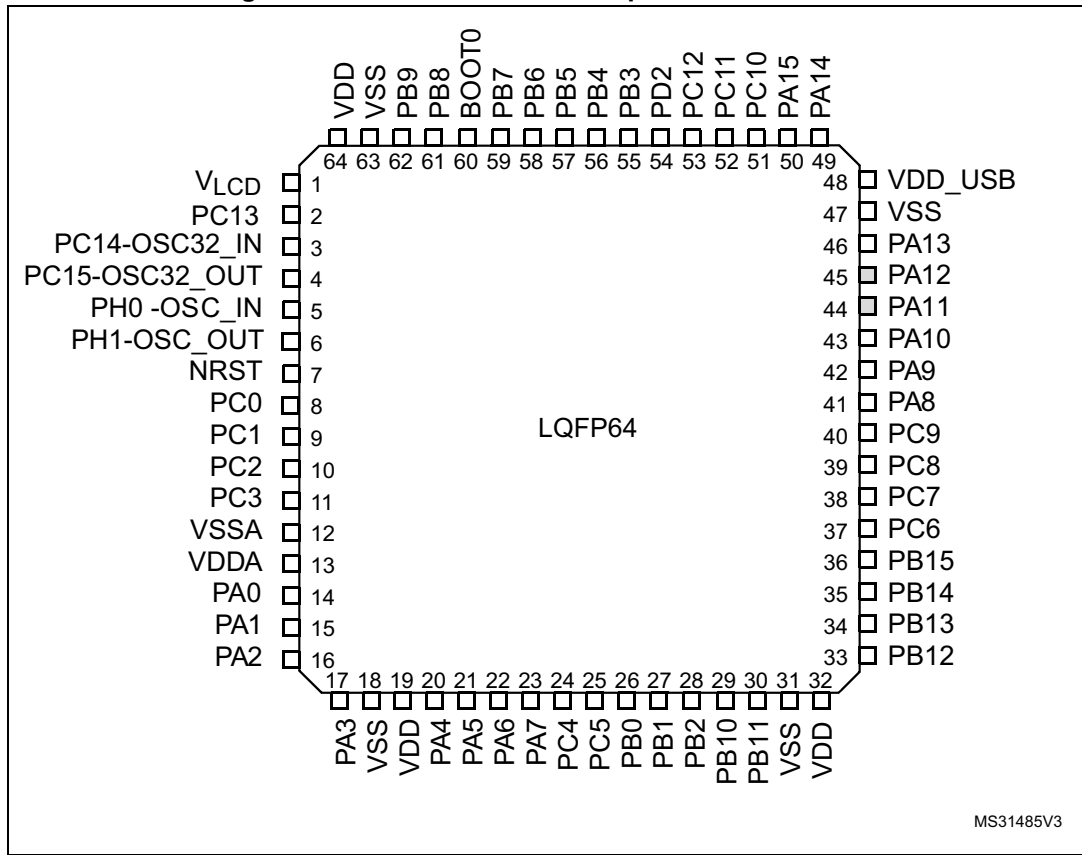 VDD
VSS
PB9
PB8
BOOT0
PB7
PB6
PB5
PB4
PB3
PD2
PC12
PC11
PC10
PA15
PA14
64 63 62 61 60 59 58 57 56 55 54 53 52 51 50 49
VLCD 1
PC13 2
PC14-OSC32_IN 3
PC15-OSC32_OUT 4
PH0 -OSC_IN 5
PH1-OSC_OUT 6
NRST 7
PC0 8
PC1 9
PC2 10
PC3 11
VSSA 12
VDDA 13
PA0 14
PA1 15
PA2 16
LQFP64
48 VDD_USB
47 VSS
46 PA13
45 PA12
44 PA11
43 PA10
42 PA9
41 PA8
40 PC9
39 PC8
38 PC7
37 PC6
36 PB15
35 PB14
34 PB13
33 PB12
17 18 19 20 21 22 23 24 25 26 27 28 29 30 31 32
PA3
VSS
VDD
PA4
PA5
PA6
PA7
PC4
PC5
PB0
PB1
PB2
PB10
PB11
VSS
VDD
MS31485V3